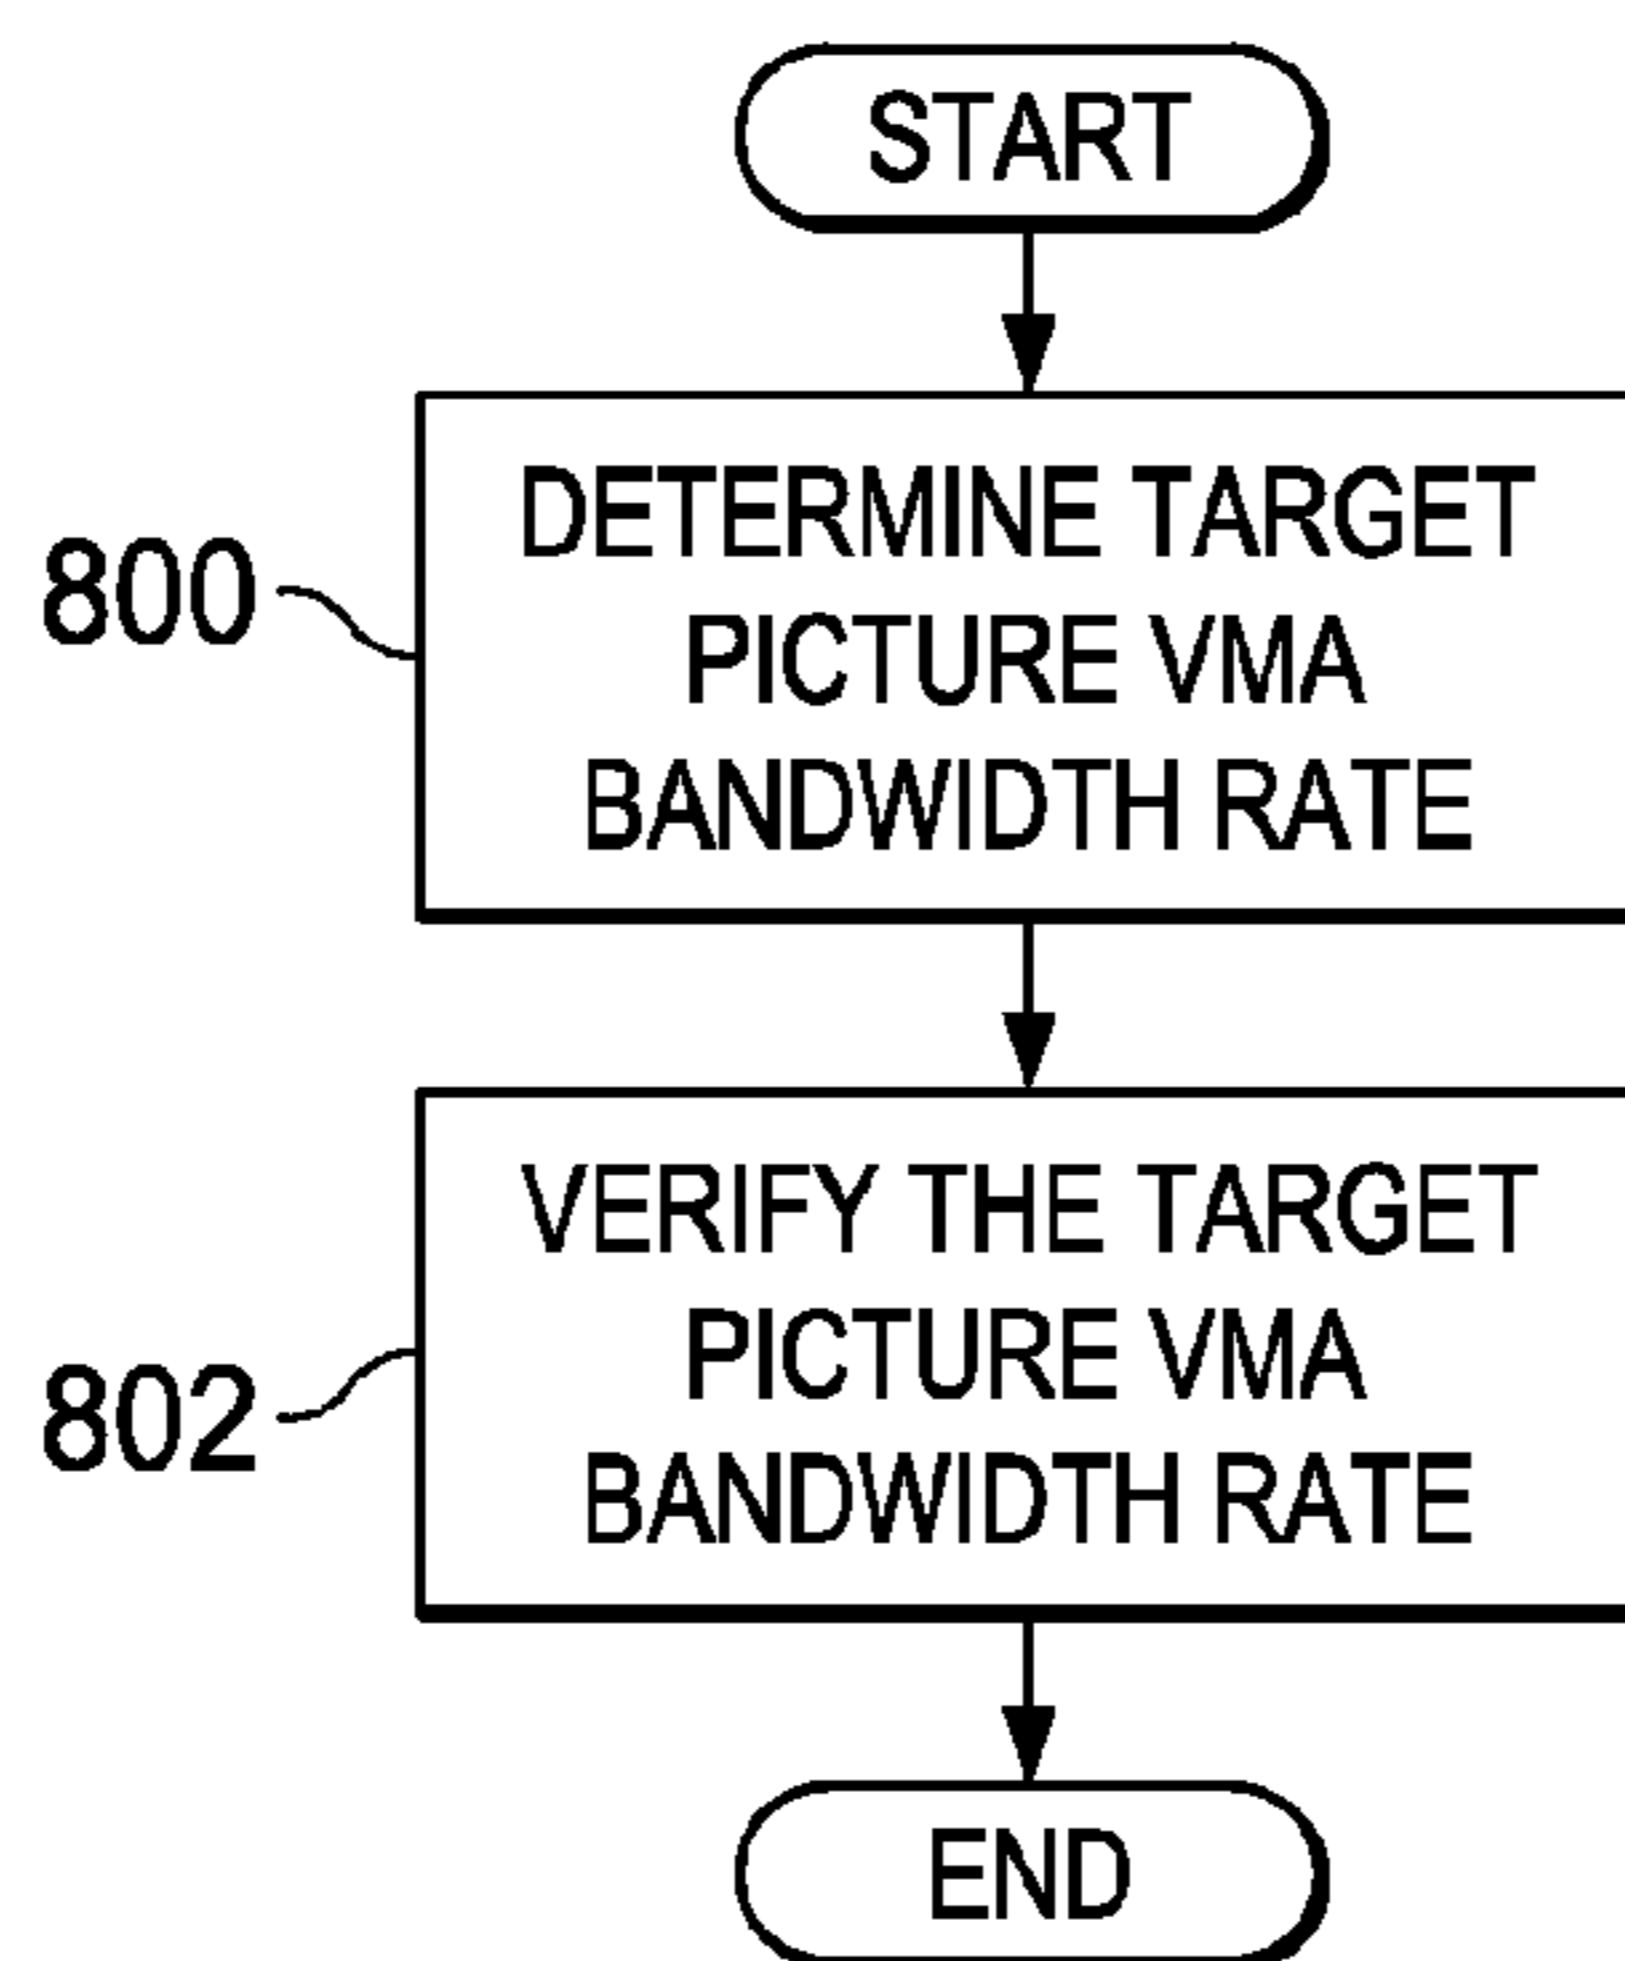 START
DETERMINE TARGET
800
PICTURE VMA
BANDWIDTH RATE
VERIFY THE TARGET
PICTURE VMA
802
BANDWIDTH RATE
END